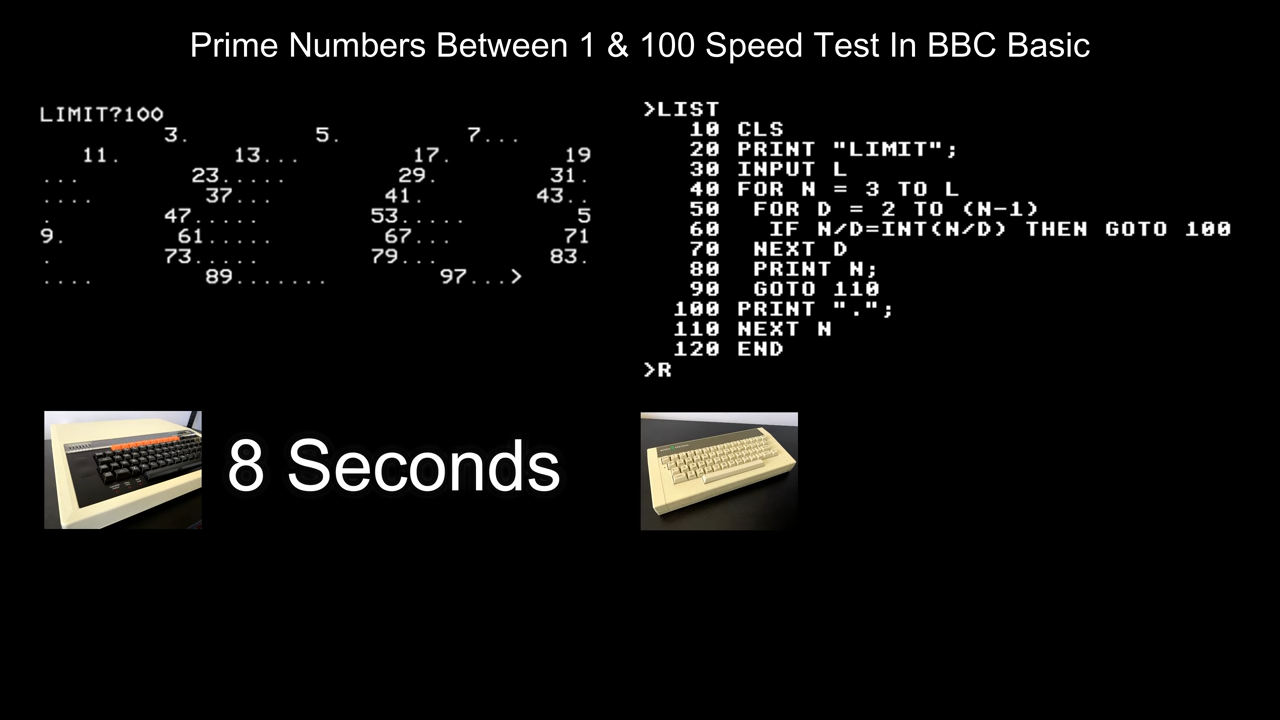 Prime Numbers Between 1 & 100 Speed Test In BBC Basic
LIMIT?100
3. 5. 7...
11. 13... 17. 19
... 23..... 29. 31.
.... 37... 41. 43..
. 47..... 53..... 5
9. 61..... 67... 71
. 73..... 79... 83.
.... 89....... 97...>
>LIST
10 CLS
20 PRINT "LIMIT";
30 INPUT L
40 FOR N = 3 TO L
50 FOR D = 2 TO (N-1)
60 IF N/D=INT(N/D) THEN GOTO 100
70 NEXT D
80 PRINT N;
90 GOTO 110
100 PRINT ".";
110 NEXT N
120 END
>R
8 Seconds